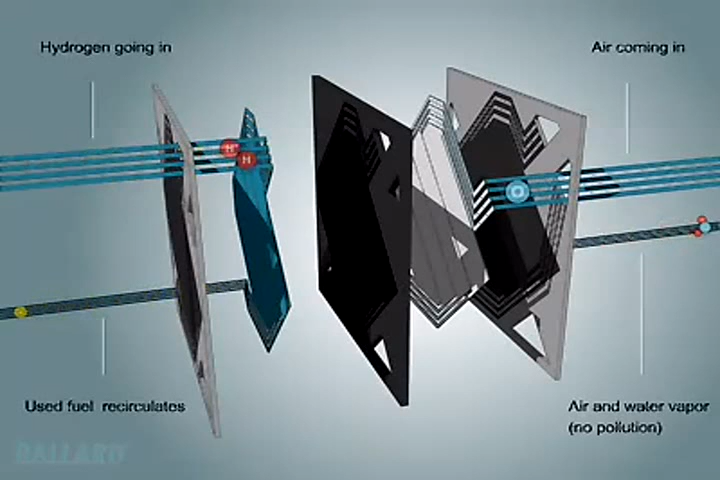 Hydrogen going in
Air coming in
H
H
O
Used fuel recirculates
Air and water vapor
(no pollution)
BALLARD